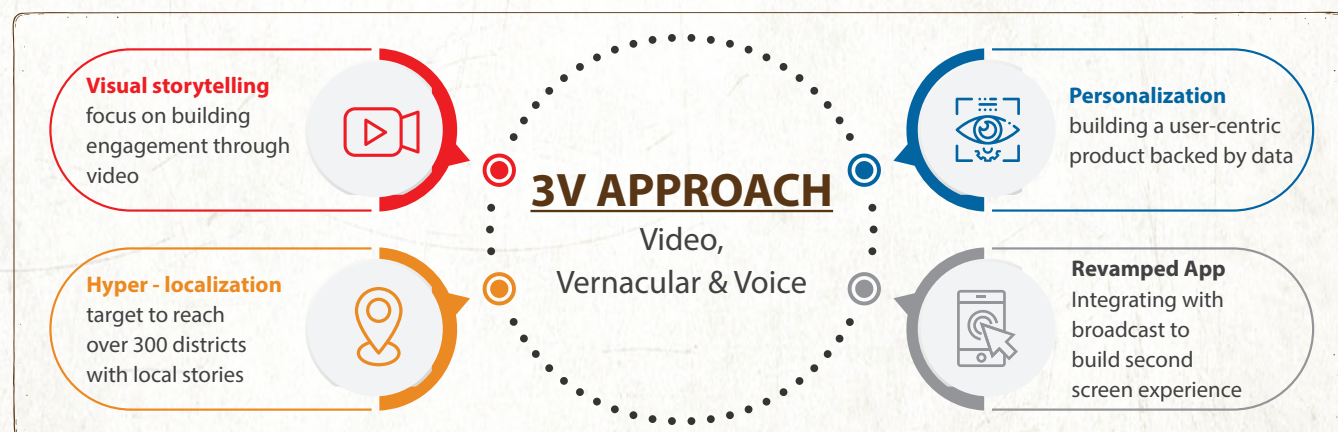 Visual storytelling
focus on building
engagement through
video
Hyper - localization
target to reach
over 300 districts
with local stories
3V APPROACH
Video,
Vernacular & Voice
Personalization
building a user-centric
product backed by data
Revamped App
Integrating with
broadcast to
build second
screen experience